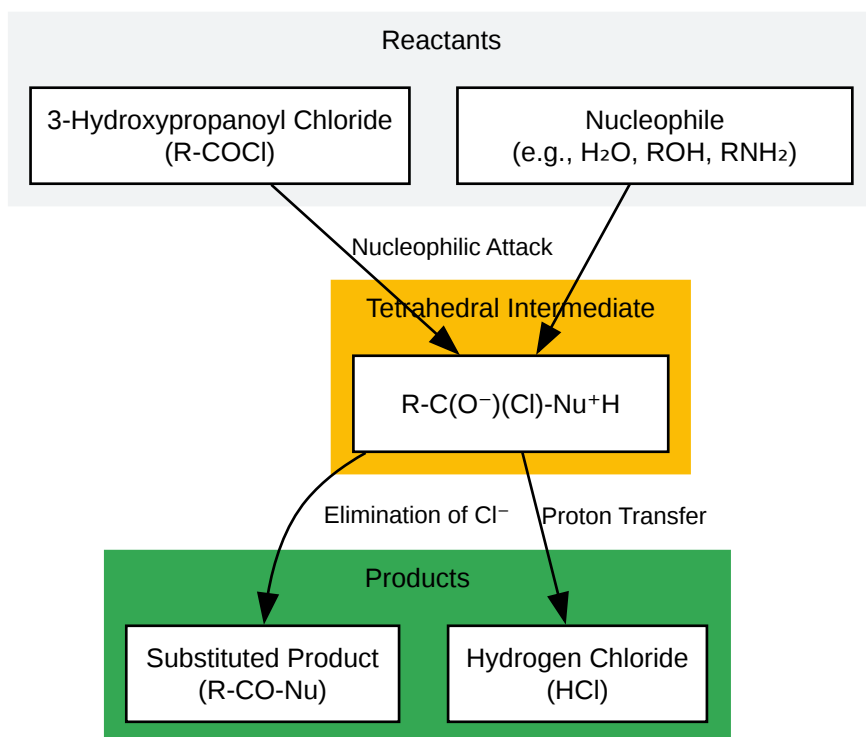 Reactants
3-Hydroxypropanoyl Chloride
(R-COCl)
Nucleophile
(e.g., H₂O, ROH, RNH₂)
Nucleophilic Attack
Tetrahedral Intermediate
R-C(O⁻)(Cl)-Nu⁺H
Elimination of Cl⁻
Proton Transfer
Products
Substituted Product
(R-CO-Nu)
Hydrogen Chloride
(HCl)